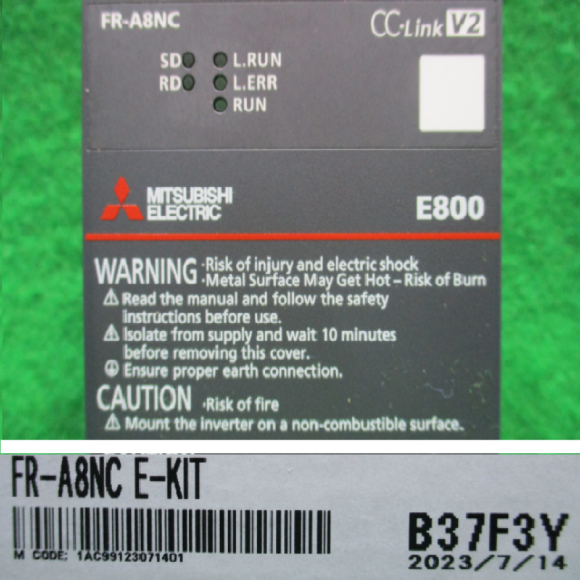 FR-A8NC
CC-Link V2
SD L.RUN
RD L.ERR
RUN
MITSUBISHI
ELECTRIC
E800
WARNING ·Risk of injury and electric shock
·Metal Surface May Get Hot – Risk of Burn
Read the manual and follow the safety
instructions before use.
Isolate from supply and wait 10 minutes
before removing this cover.
Ensure proper earth connection.
CAUTION ·Risk of fire
Mount the inverter on a non-combustible surface.
FR-A8NC E-KIT
M CODE: 1AC99123071401
B37F3Y
2023/7/14